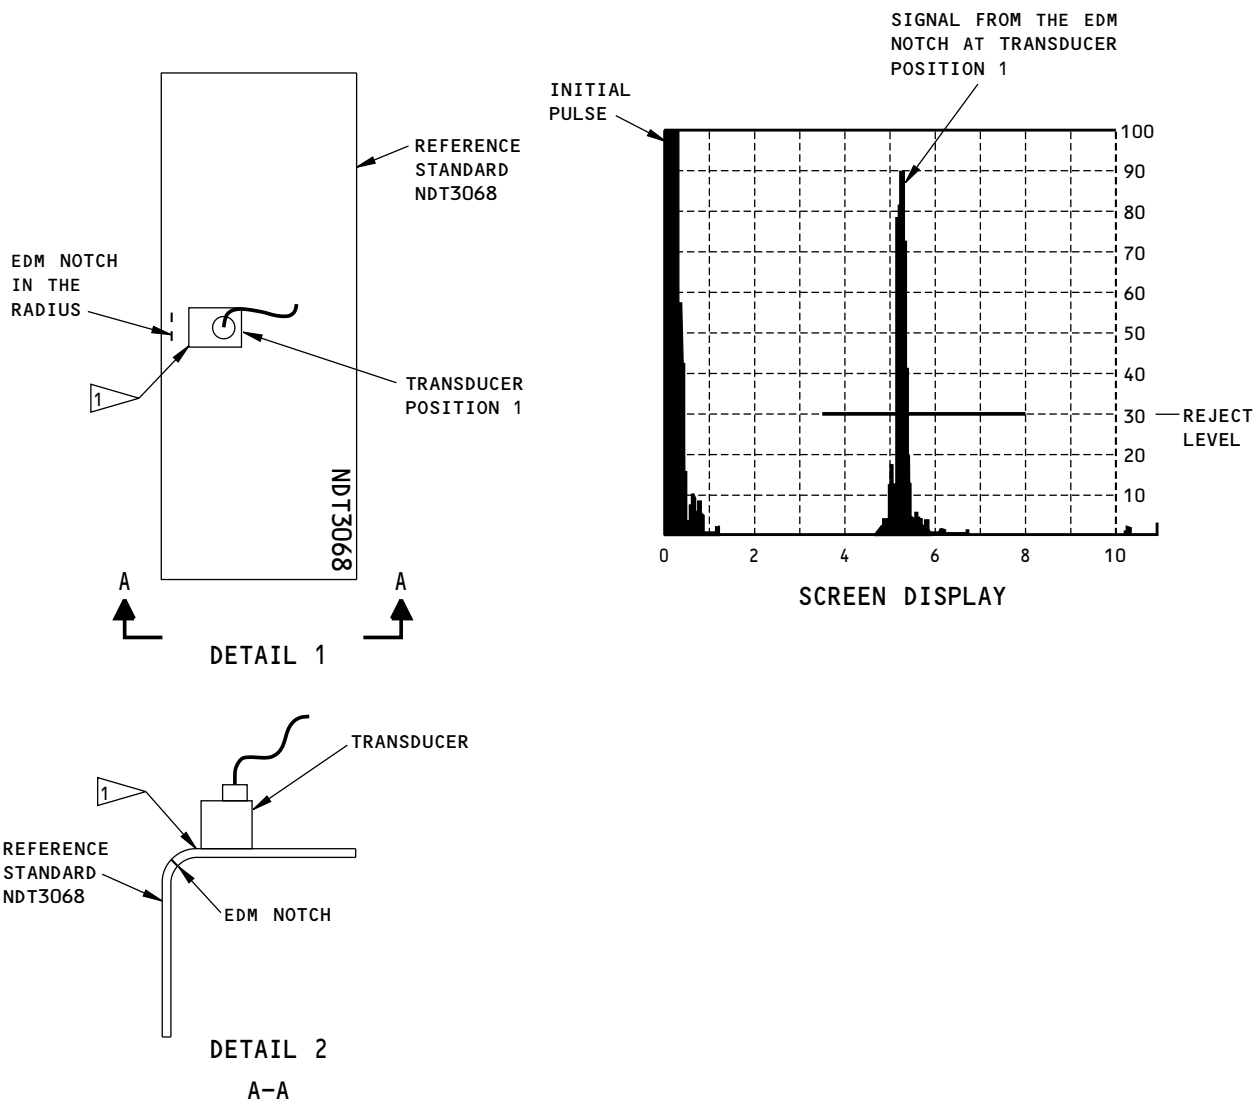 SIGNAL FROM THE EDM
NOTCH AT TRANSDUCER
POSITION 1
INITIAL
PULSE
REFERENCE
STANDARD
NDT3068
EDM NOTCH
IN THE
RADIUS
1
TRANSDUCER
POSITION 1
NDT3068
A
A
DETAIL 1
100
90
80
70
60
50
40
30
20
10
REJECT
LEVEL
0
2
4
6
8
10
SCREEN DISPLAY
TRANSDUCER
1
REFERENCE
STANDARD
NDT3068
EDM NOTCH
DETAIL 2
A-A